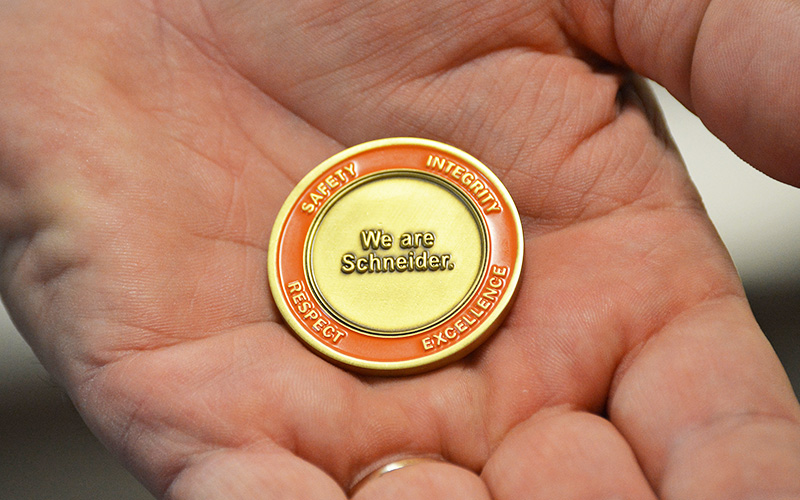 SAFETY
INTEGRITY
We are
Schneider.
RESPECT
EXCELLENCE